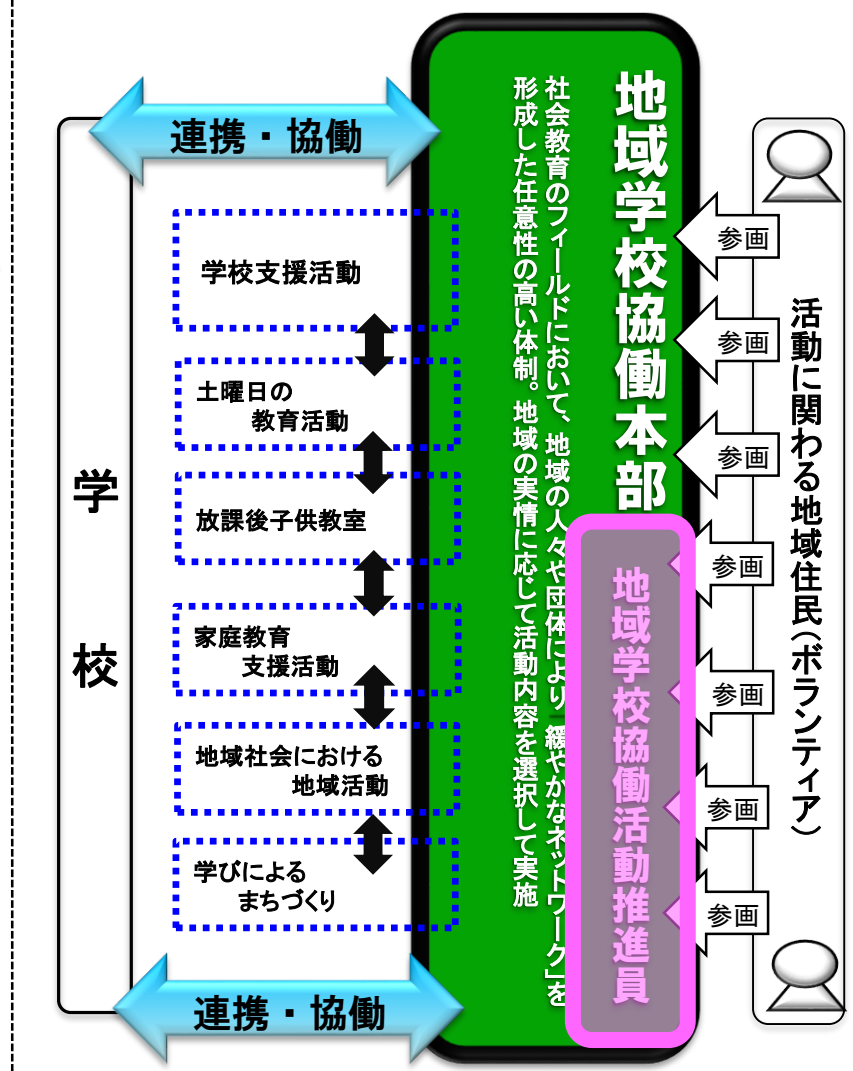 連携・協働
学
校
学校支援活動
土曜日の
教育活動
放課後子供教室
家庭教育
支援活動
地域社会における
地域活動
学びによる
まちづくり
連携・協働
地域学校協働本部
社会教育のフィールドにおいて、地域の人々や団体により「緩やかなネットワーク」を
形成した任意性の高い体制。地域の実情に応じて活動内容を選択して実施
地域学校協働活動推進員
参画
参画
参画
参画
参画
参画
参画
活動に関わる地域住民(ボランティア)